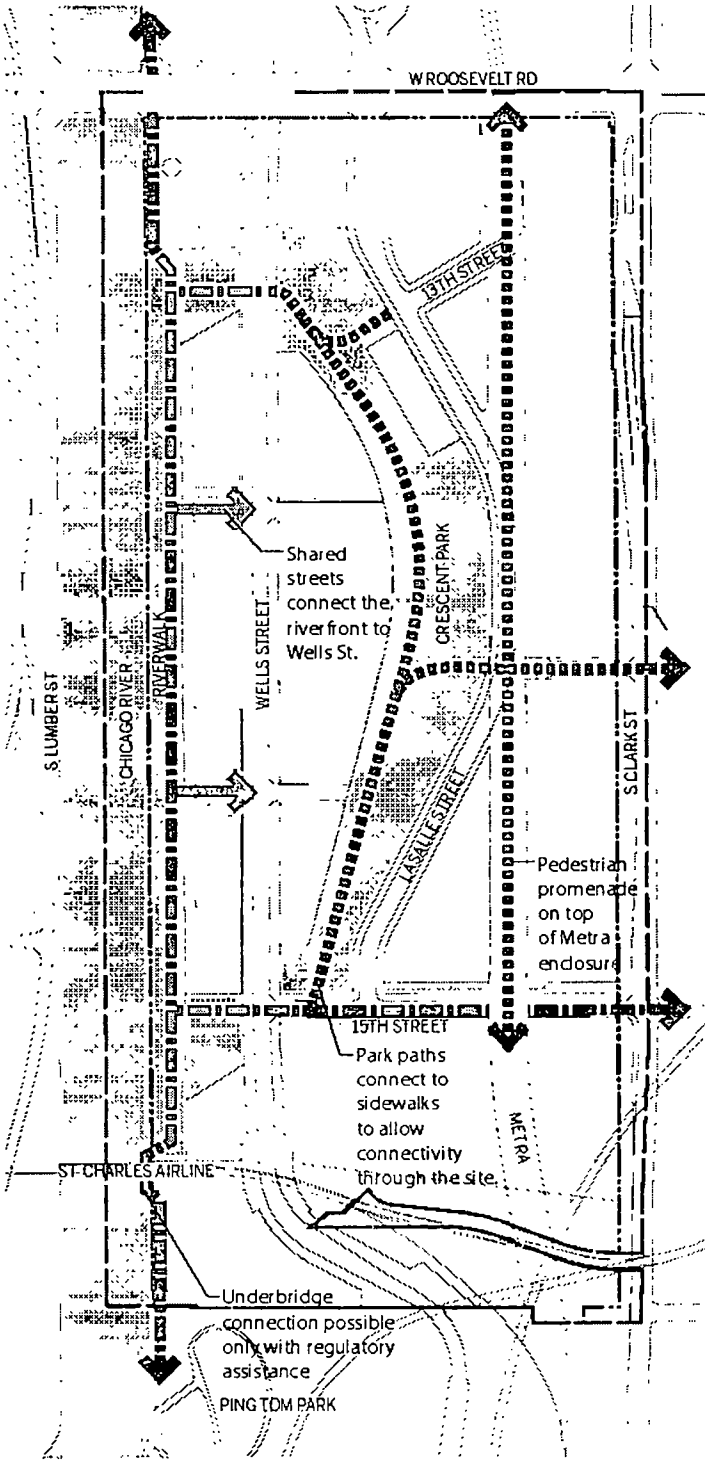 W ROOSEVELT RD
13TH STREET
Shared
streets
connect the
riverfront to
Wells St.
CRESCENT PARK
WELLS STREET
RIVERWALK
CHICAGO RIVER
S LUMBER ST
S CLARK ST
LASALLE STREET
Pedestrian
promenade
on top
of Metra
enclosure
15TH STREET
Park paths
connect to
sidewalks
to allow
connectivity
through the site.
METRA
ST CHARLES AIRLINE
Underbridge
connection possible
only with regulatory
assistance
PING TOM PARK